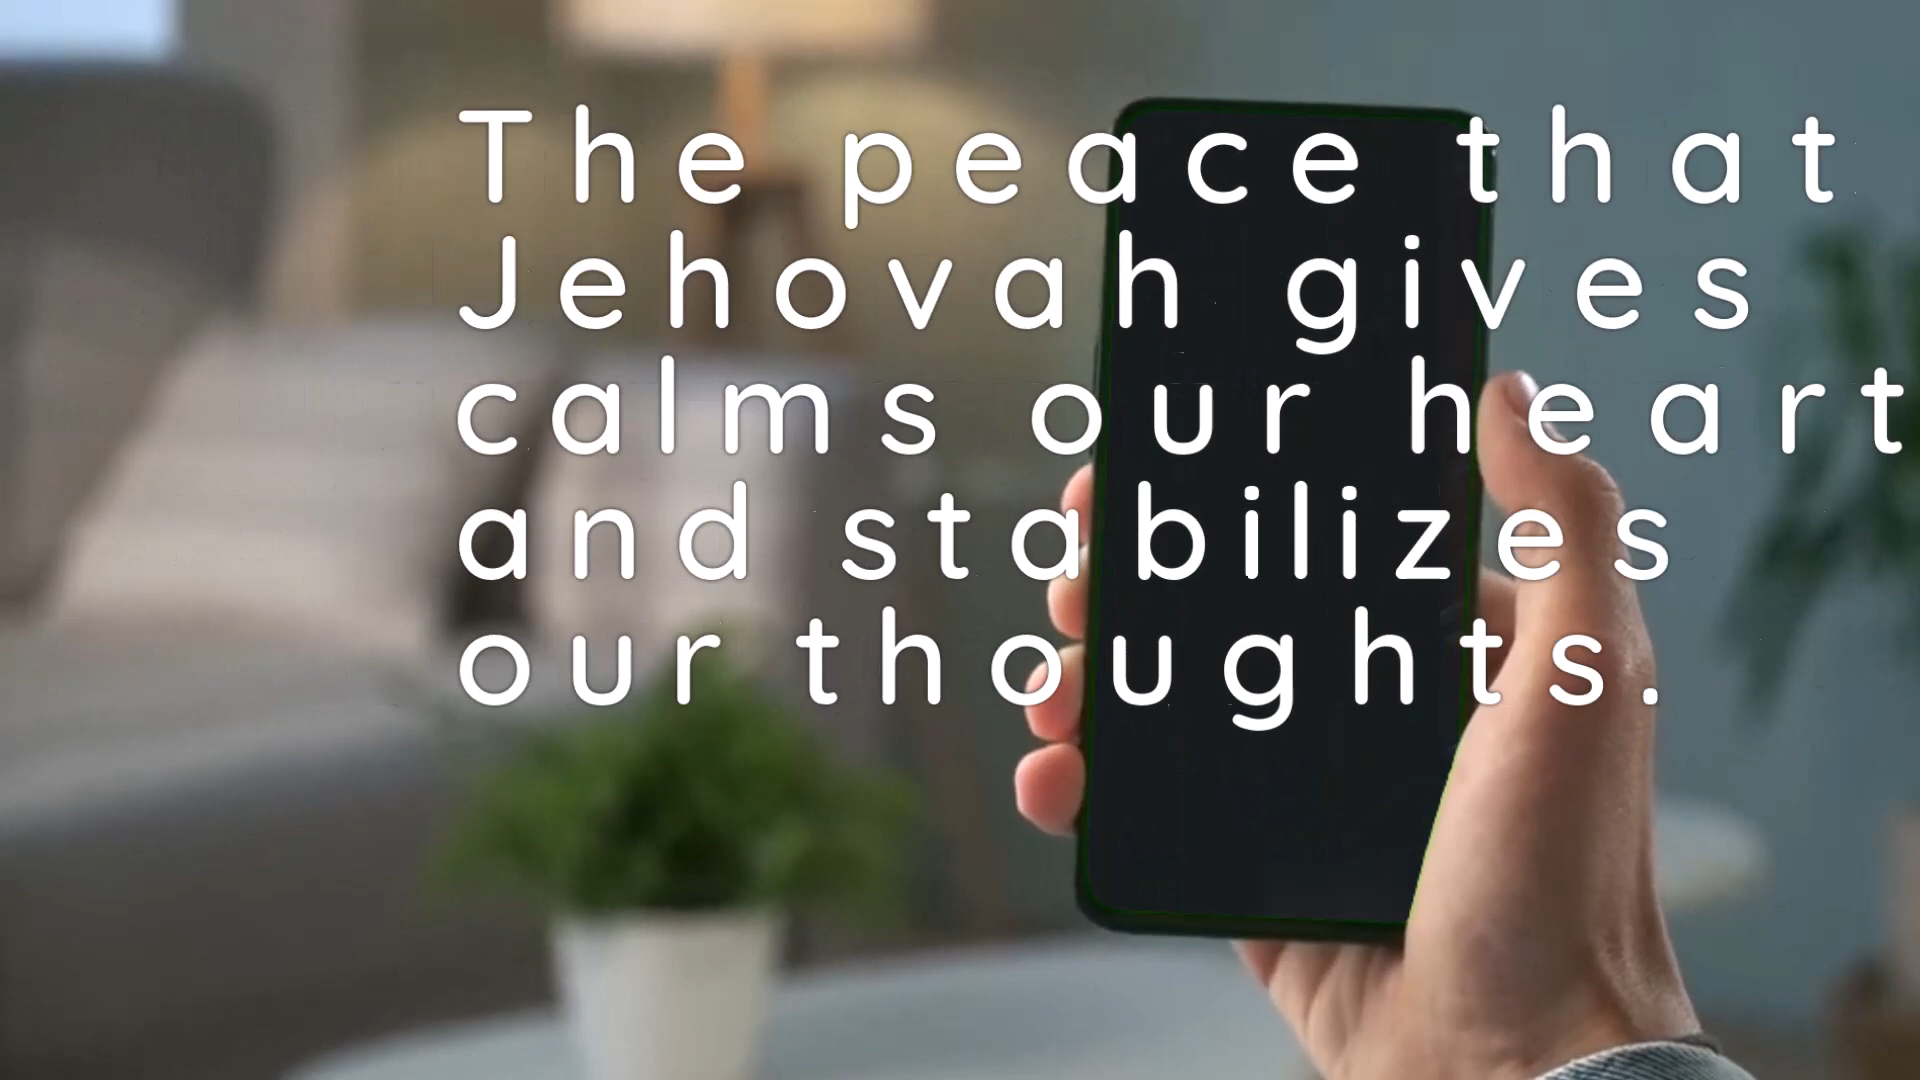 The peace that
Jehovah gives
calms our heart
and stabilizes
our thoughts.